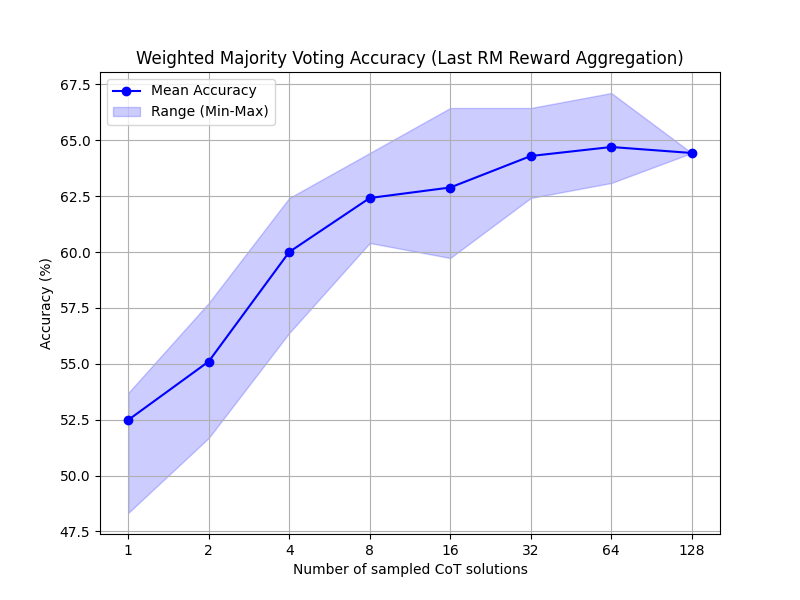 Weighted Majority Voting Accuracy (Last RM Reward Aggregation)
Mean Accuracy
Range (Min-Max)
Accuracy (%)
67.5
65.0
62.5
60.0
57.5
55.0
52.5
50.0
47.5
1 2 4 8 16 32 64 128
Number of sampled CoT solutions